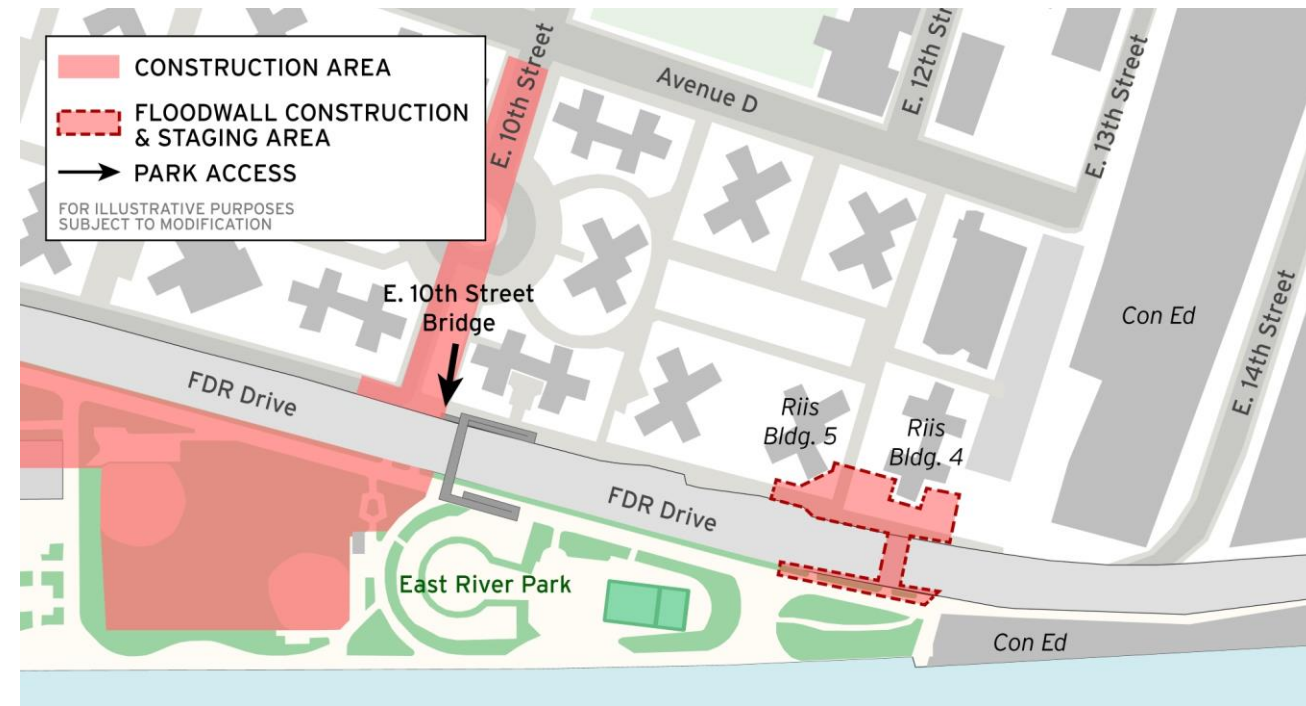 CONSTRUCTION AREA
FLOODWALL CONSTRUCTION
& STAGING AREA
PARK ACCESS
FOR ILLUSTRATIVE PURPOSES
SUBJECT TO MODIFICATION
E. 10th Street
Avenue D
E. 12th Str
E. 13th Street
E. 14th Street
Con Ed
E. 10th Street
Bridge
FDR Drive
Riis
Bldg. 5
Riis
Bldg. 4
FDR Drive
East River Park
Con Ed